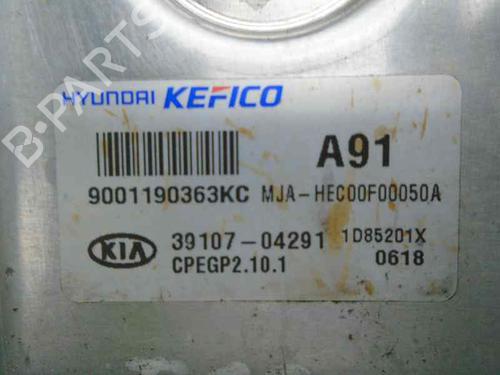 B-PARTS
HYUNDAI KEFICO
A91
9001190363KC MJA-HEC00F00050A
KIA 39107-04291 1D85201X
CPEGP2.10.1 0618